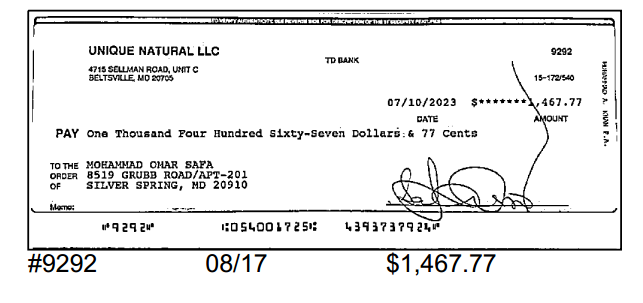 UNIQUE NATURAL LLC
4715 SELLMAN ROAD, UNIT C
BELTSVILLE, MD 20705
TD BANK
9292
15-172/540
07/10/2023 $*******1,467.77
DATE AMOUNT
PAY One Thousand Four Hundred Sixty-Seven Dollars & 77 Cents
TO THE ORDER OF
MOHAMMAD OMAR SAFA
8519 GRUBB ROAD/APT-201
SILVER SPRING, MD 20910
Memo:
⑈9292⑈ ⑆054001725⑆ 4393737924⑈
#9292 08/17 $1,467.77